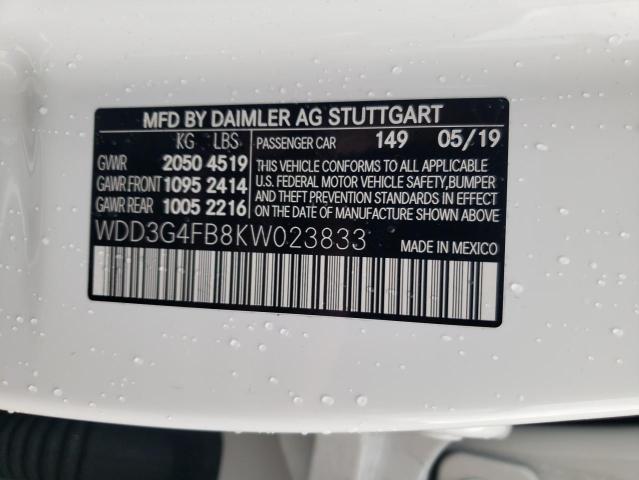 MFD BY DAIMLER AG STUTTGART
KG LBS PASSENGER CAR 149 05/19
GVWR 2050 4519 THIS VEHICLE CONFORMS TO ALL APPLICABLE
GAWR FRONT 1095 2414 U.S. FEDERAL MOTOR VEHICLE SAFETY, BUMPER
AND THEFT PREVENTION STANDARDS IN EFFECT
GAWR REAR 1005 2216 ON THE DATE OF MANUFACTURE SHOWN ABOVE
WDD3G4FB8KW023833 MADE IN MEXICO